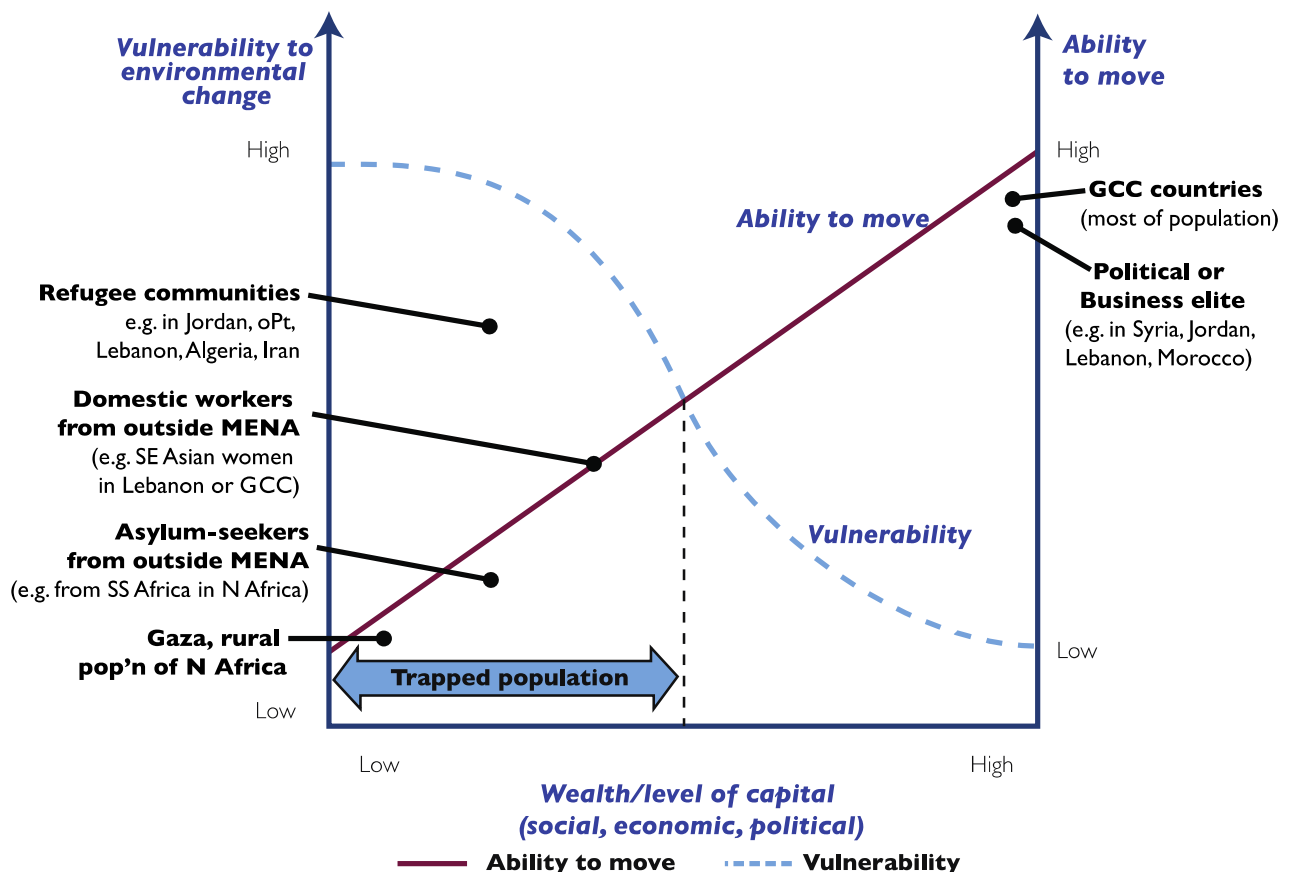 Vulnerability to
environmental
change
Ability
to move
High
High
GCC countries
(most of population)
Ability to move
Political or
Business elite
(e.g. in Syria, Jordan,
Lebanon, Morocco)
Refugee communities
e.g. in Jordan, oPt,
Lebanon, Algeria, Iran
Domestic workers
from outside MENA
(e.g. SE Asian women
in Lebanon or GCC)
Asylum-seekers
from outside MENA
(e.g. from SS Africa in N Africa)
Vulnerability
Gaza, rural
pop'n of N Africa
Trapped population
Low
Low
Low
High
Wealth/level of capital
(social, economic, political)
Ability to move
Vulnerability